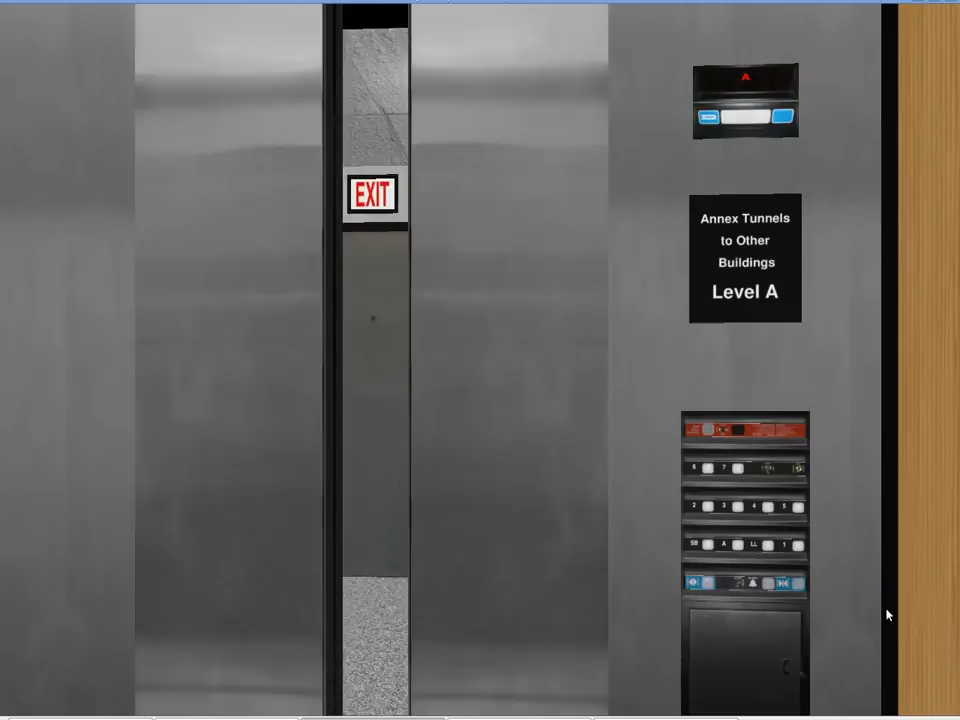 A
EXIT
Annex Tunnels
to Other
Buildings
Level A
6 7
2 3 4 5
SB A LL 1